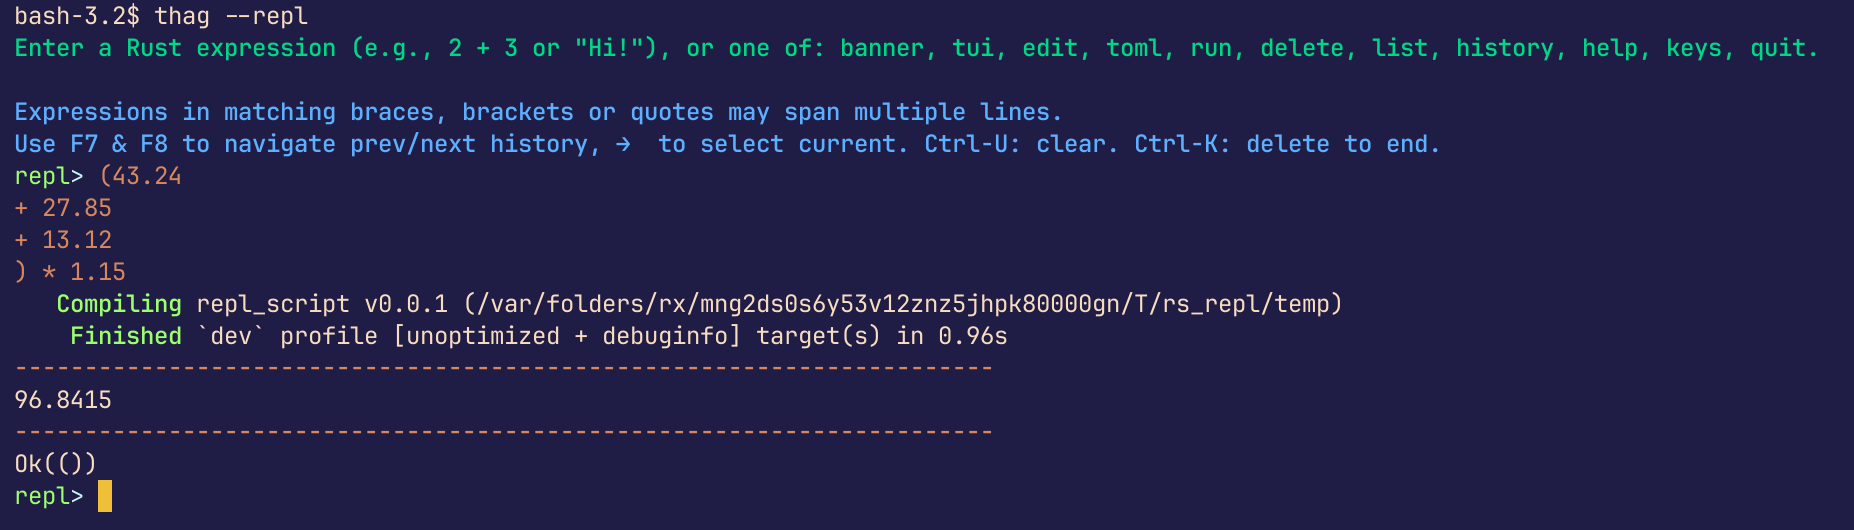 bash-3.2$ thag --repl
Enter a Rust expression (e.g., 2 + 3 or "Hi!"), or one of: banner, tui, edit, toml, run, delete, list, history, help, keys, quit.
Expressions in matching braces, brackets or quotes may span multiple lines.
Use F7 & F8 to navigate prev/next history, →  to select current. Ctrl-U: clear. Ctrl-K: delete to end.
repl> (43.24
+ 27.85
+ 13.12
) * 1.15
   Compiling repl_script v0.0.1 (/var/folders/rx/mng2ds0s6y53v12znz5jhpk80000gn/T/rs_repl/temp)
    Finished `dev` profile [unoptimized + debuginfo] target(s) in 0.96s
----------------------------------------------------------------------
96.8415
----------------------------------------------------------------------
Ok(())
repl>